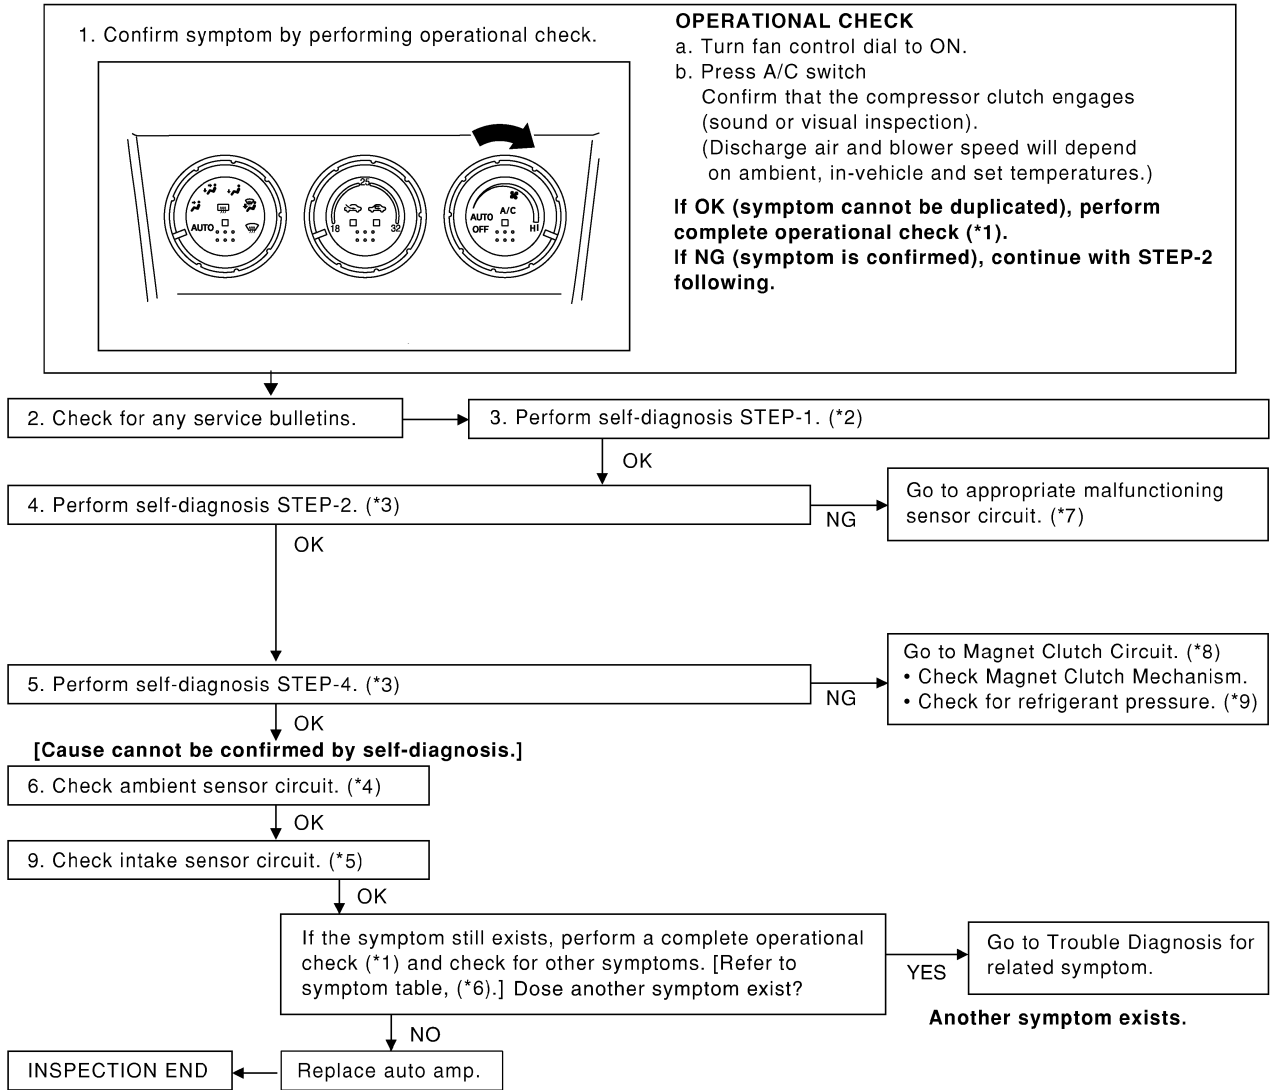 1. Confirm symptom by performing operational check.
AUTO
25
18
32
AUTO
OFF
A/C
HI
OPERATIONAL CHECK
a. Turn fan control dial to ON.
b. Press A/C switch
Confirm that the compressor clutch engages
(sound or visual inspection).
(Discharge air and blower speed will depend
on ambient, in-vehicle and set temperatures.)
If OK (symptom cannot be duplicated), perform
complete operational check (*1).
If NG (symptom is confirmed), continue with STEP-2
following.
2. Check for any service bulletins.
3. Perform self-diagnosis STEP-1. (*2)
OK
4. Perform self-diagnosis STEP-2. (*3)
NG
Go to appropriate malfunctioning
sensor circuit. (*7)
OK
5. Perform self-diagnosis STEP-4. (*3)
NG
Go to Magnet Clutch Circuit. (*8)
• Check Magnet Clutch Mechanism.
• Check for refrigerant pressure. (*9)
OK
[Cause cannot be confirmed by self-diagnosis.]
6. Check ambient sensor circuit. (*4)
OK
9. Check intake sensor circuit. (*5)
OK
If the symptom still exists, perform a complete operational
check (*1) and check for other symptoms. [Refer to
symptom table, (*6).] Dose another symptom exist?
YES
Go to Trouble Diagnosis for
related symptom.
Another symptom exists.
NO
Replace auto amp.
INSPECTION END